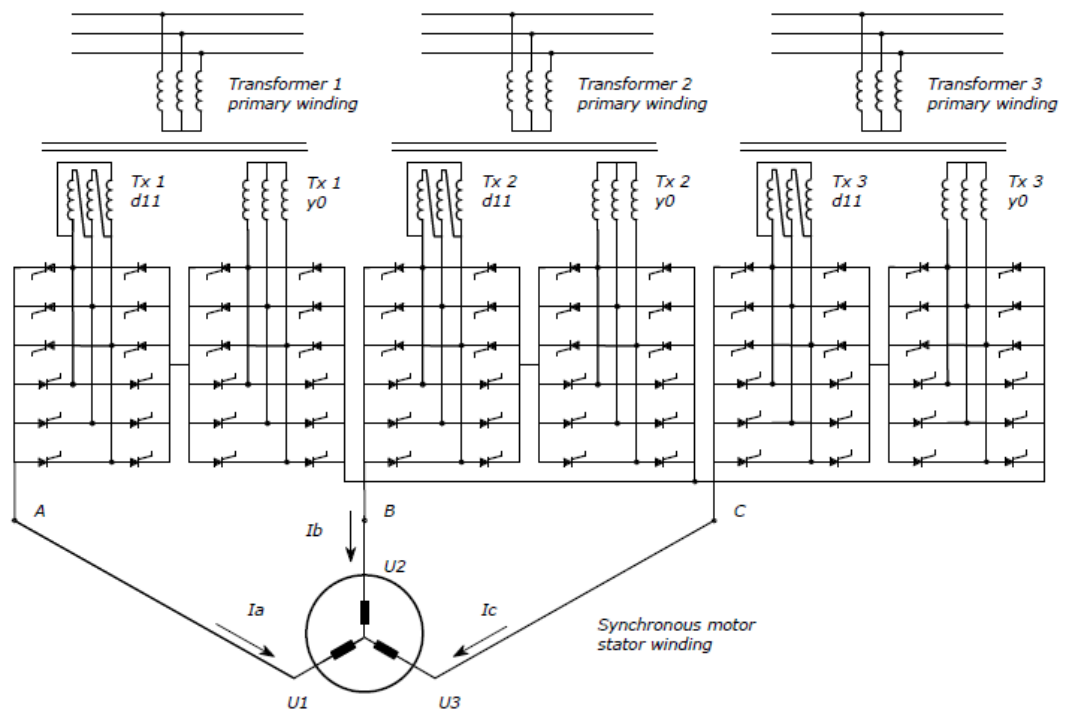 Transformer 1
primary winding
Transformer 2
primary winding
Transformer 3
primary winding
Tx 1
d11
Tx 1
y0
Tx 2
d11
Tx 2
y0
Tx 3
d11
Tx 3
y0
A
B
C
Ib
U2
Ia
Ic
Synchronous motor
stator winding
U1
U3